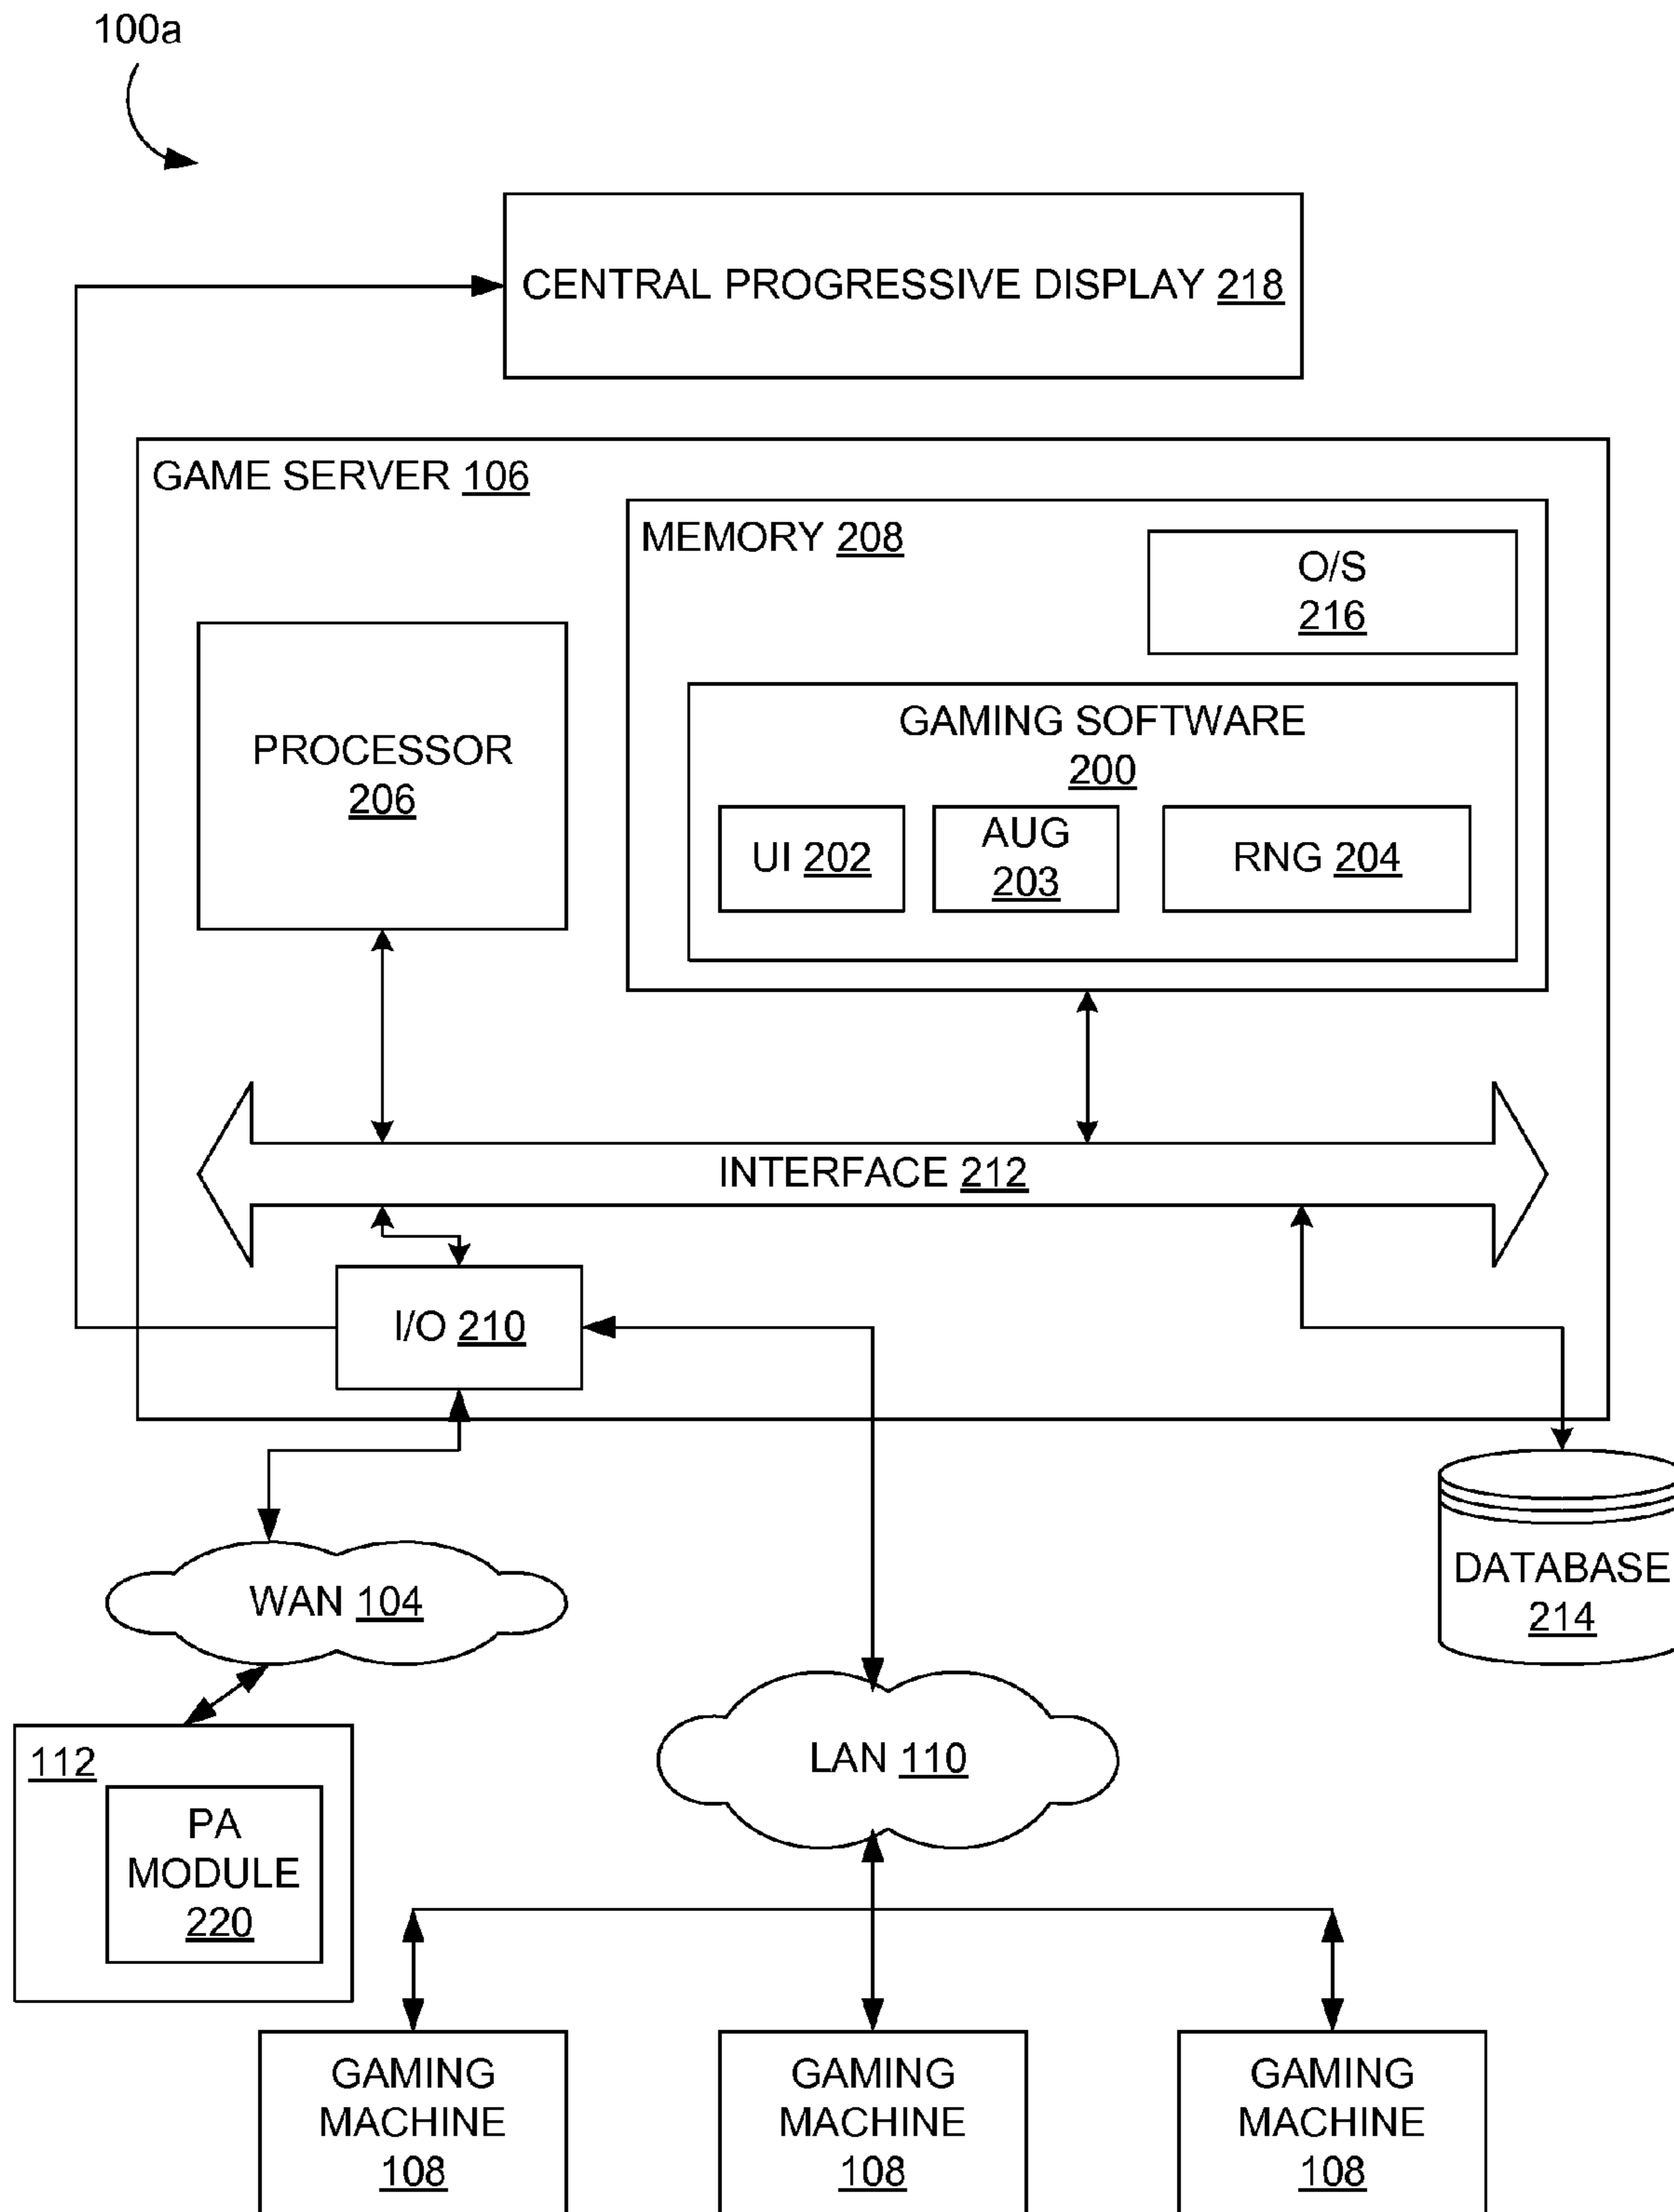 100a
CENTRAL PROGRESSIVE DISPLAY 218
GAME SERVER 106
MEMORY 208
O/S
216
PROCESSOR
206
GAMING SOFTWARE
200
UI 202
AUG
203
RNG 204
INTERFACE 212
I/O 210
WAN 104
DATABASE
214
LAN 110
112
PA
MODULE
220
GAMING
MACHINE
108
GAMING
MACHINE
108
GAMING
MACHINE
108